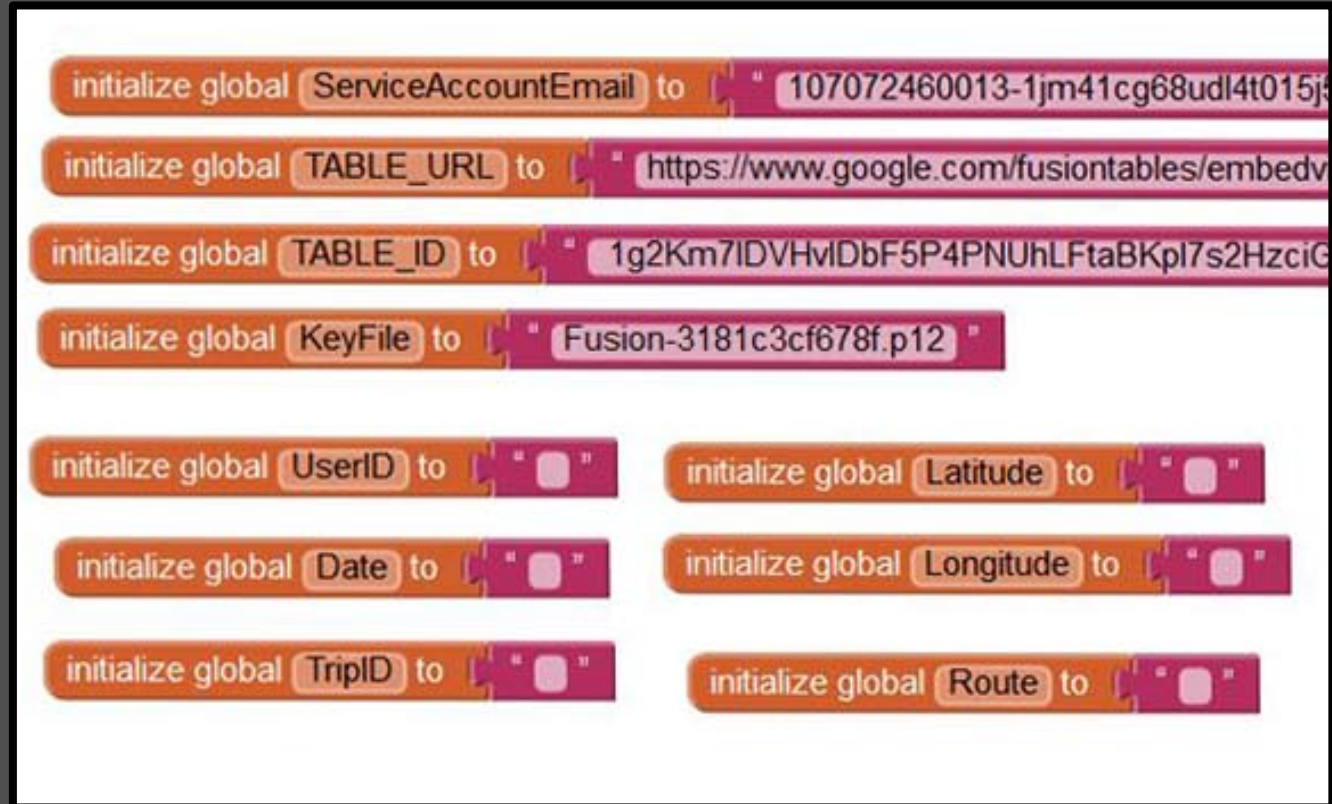 initialize global ServiceAccountEmail to " 107072460013-1jm41cg68udl4t015j5
initialize global TABLE_URL to " https://www.google.com/fusiontables/embedv
initialize global TABLE_ID to " 1g2Km7lDVHvlDbF5P4PNUhLFtaBKpl7s2HzciG
initialize global KeyFile to " Fusion-3181c3cf678f.p12 "
initialize global UserID to " "
initialize global Latitude to " "
initialize global Date to " "
initialize global Longitude to " "
initialize global TripID to " "
initialize global Route to " "